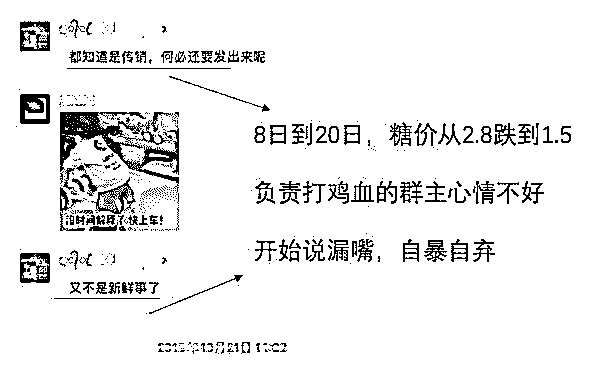 都知道是传销，何必还要发出来呢
8日到20日，糖价从2.8跌到1.5
没时间解释了快上车！
负责打鸡血的群主心情不好
开始说漏嘴，自暴自弃
又不是新鲜事了